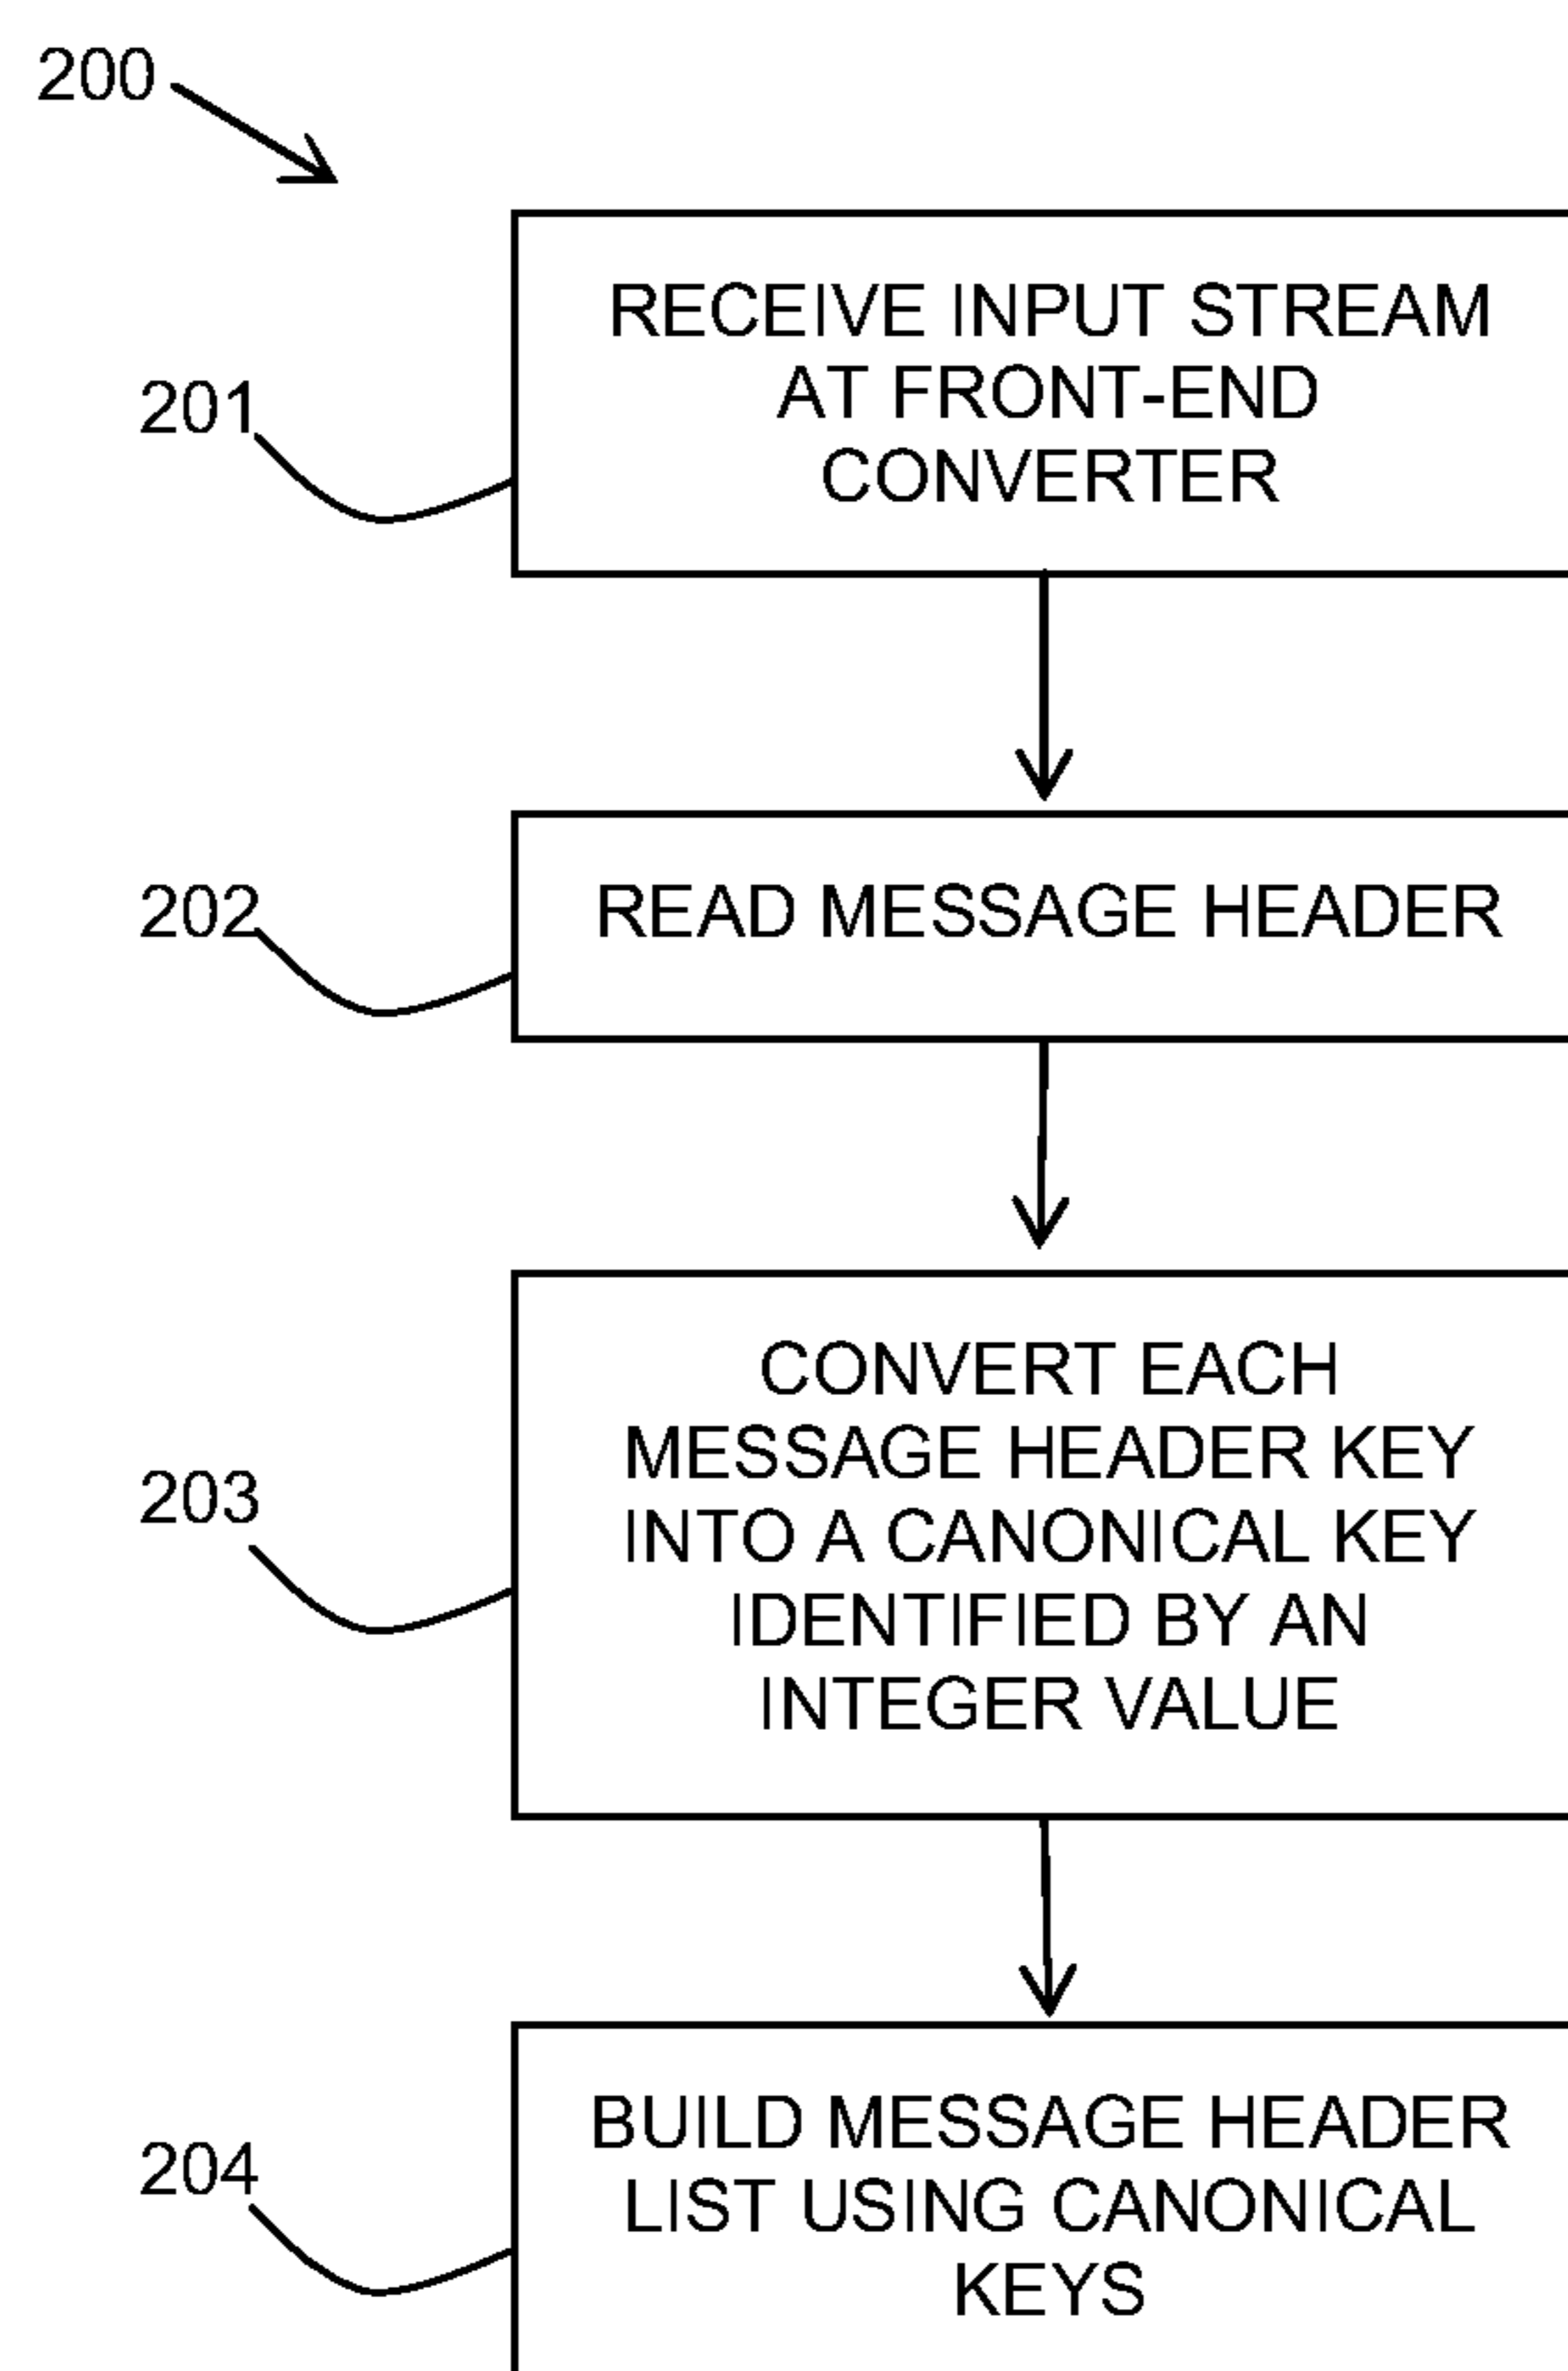 200
201
RECEIVE INPUT STREAM
AT FRONT-END
CONVERTER
202
READ MESSAGE HEADER
203
CONVERT EACH
MESSAGE HEADER KEY
INTO A CANONICAL KEY
IDENTIFIED BY AN
INTEGER VALUE
204
BUILD MESSAGE HEADER
LIST USING CANONICAL
KEYS